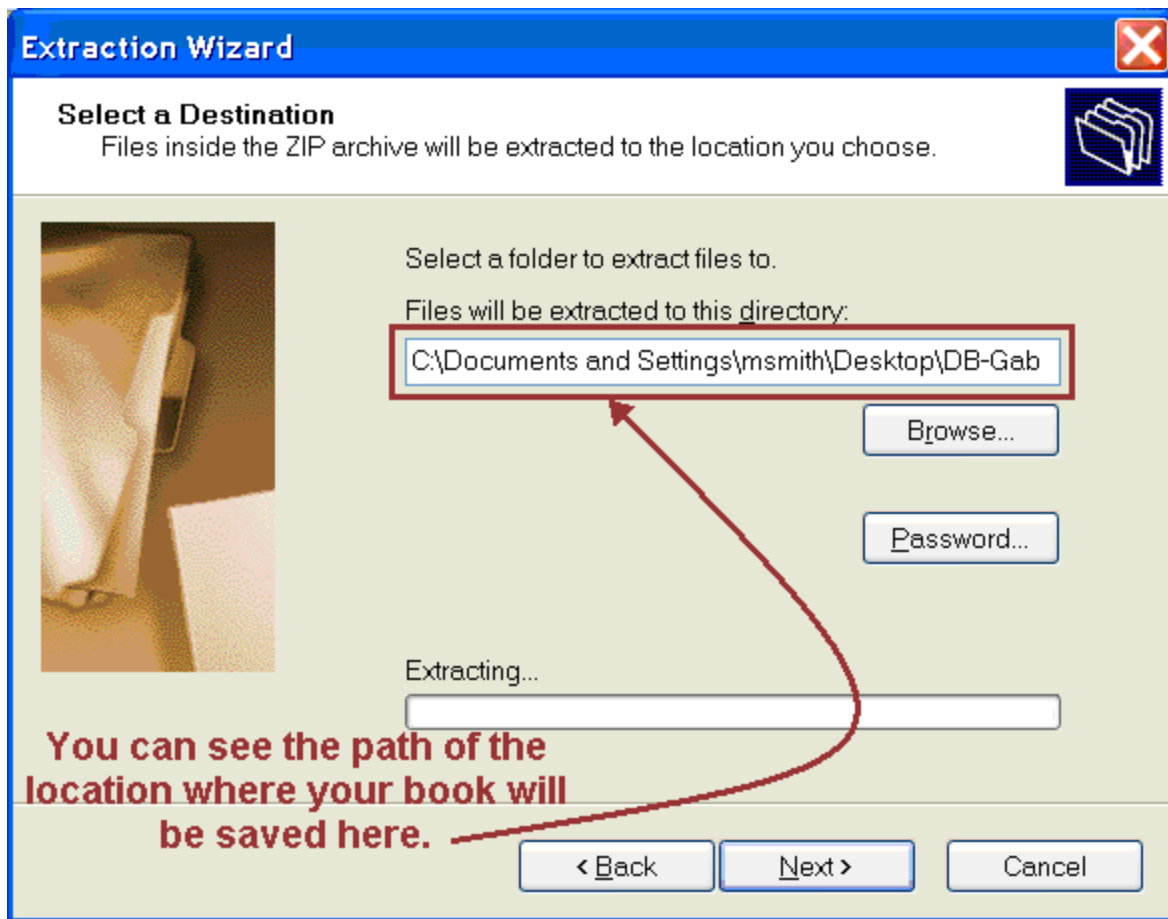 Extraction Wizard
Select a Destination
Files inside the ZIP archive will be extracted to the location you choose.
Select a folder to extract files to.
Files will be extracted to this directory:
C:\Documents and Settings\msmith\Desktop\DB-Gab
Browse...
Password...
Extracting...
You can see the path of the
location where your book will
be saved here.
< Back
Next >
Cancel